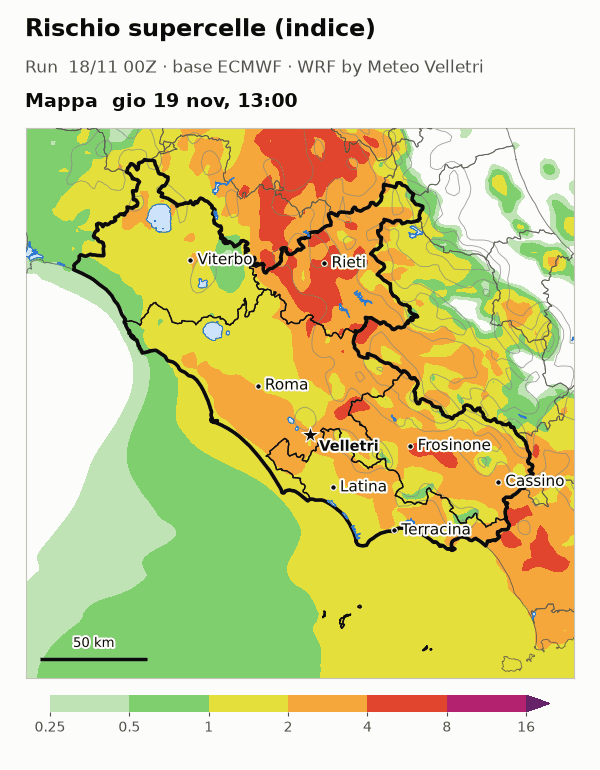 Rischio supercelle (indice)
Run  18/11 00Z · base ECMWF · WRF by Meteo Velletri
Mappa  gio 19 nov, 13:00
Viterbo
Rieti
Roma
Velletri
Frosinone
Cassino
Latina
Terracina
50 km
0.25 0.5 1 2 4 8 16